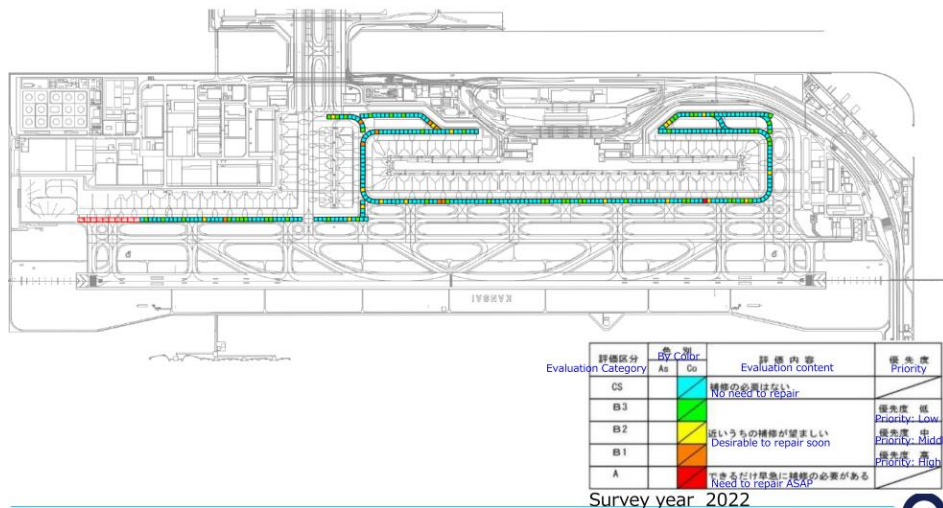 KANSAI
評価区分
Evaluation Category
色別
By Color
As
Co
評価内容
Evaluation content
優先度
Priority
CS
補修の必要はない
No need to repair
B3
優先度 低
Priority: Low
B2
近いうちの補修が望ましい
Desirable to repair soon
優先度 中
Priority: Midd
B1
優先度 高
Priority: High
A
できるだけ早急に補修の必要がある
Need to repair ASAP
Survey year 2022